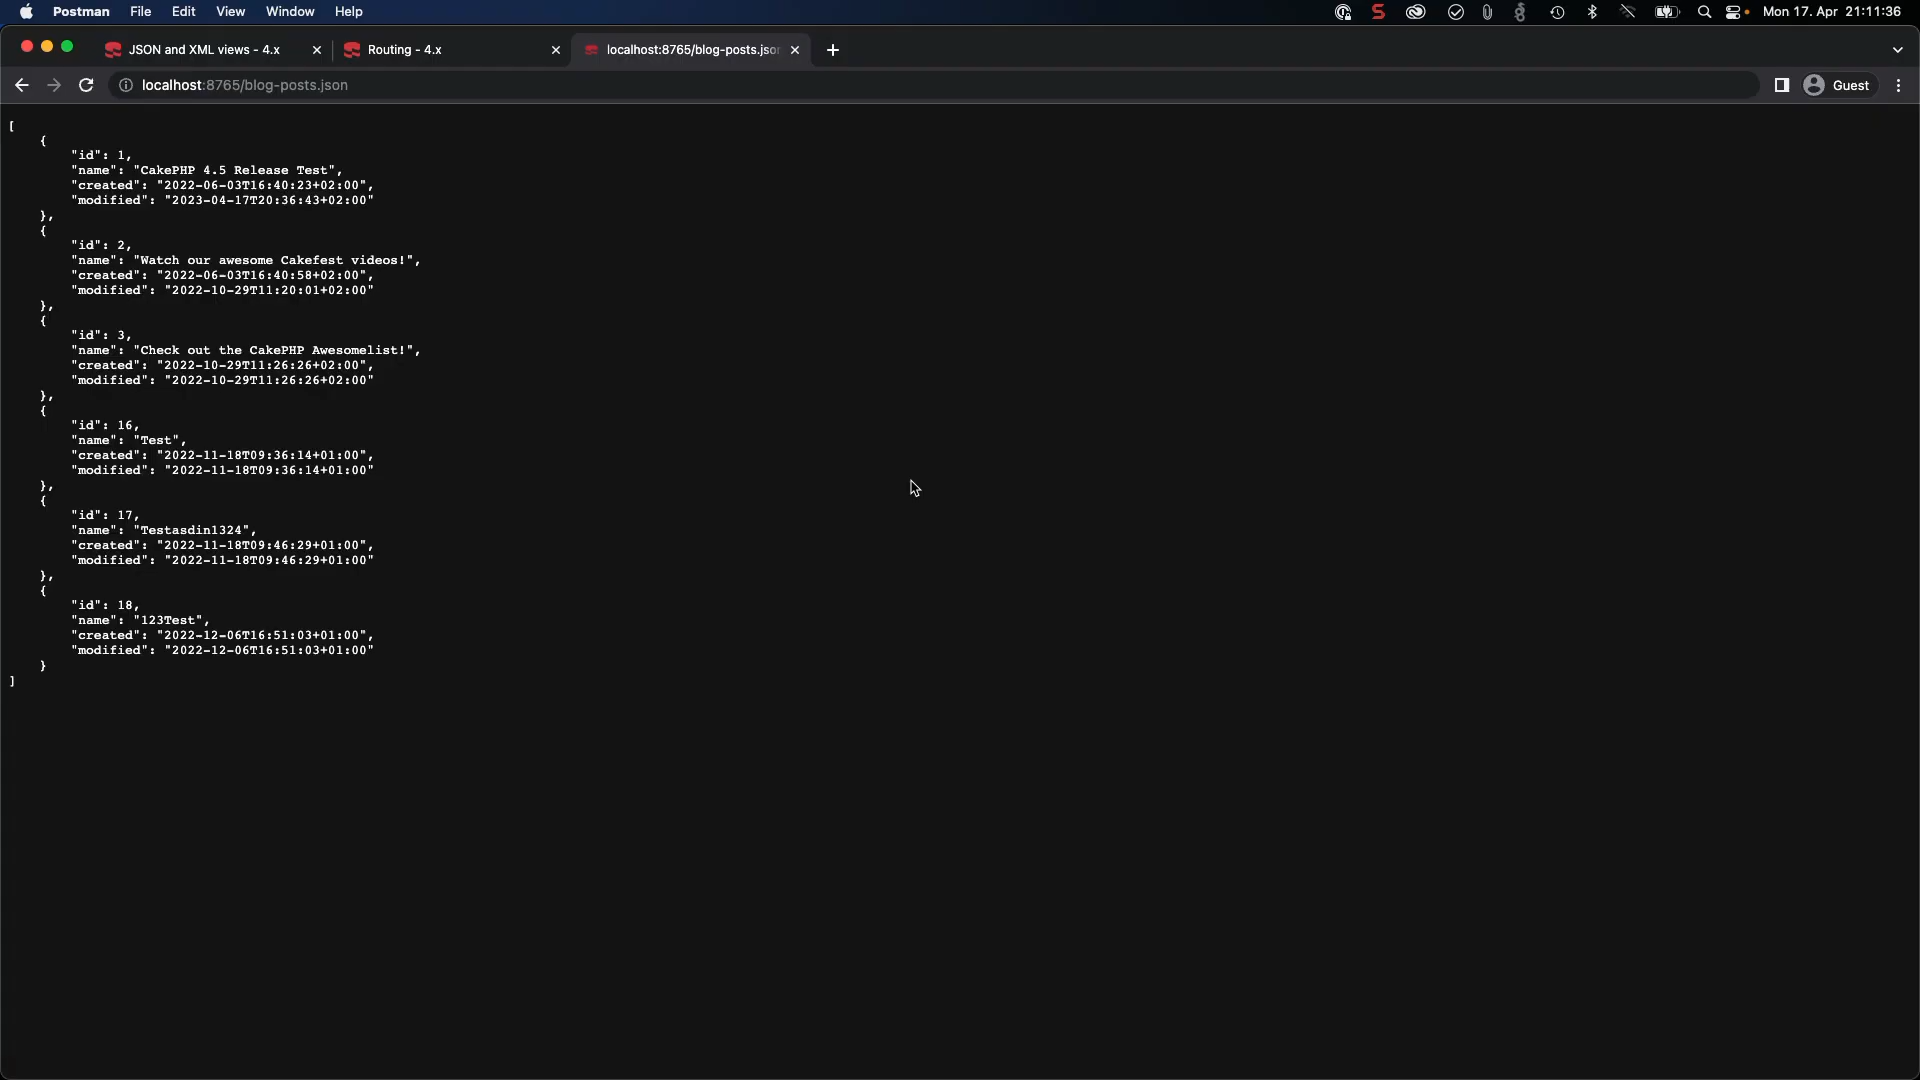 Postman File Edit View Window Help Mon 17. Apr 21:11:36
JSON and XML views - 4.x Routing - 4.x localhost:8765/blog-posts.jso
localhost:8765/blog-posts.json Guest
[
    {
        "id": 1,
        "name": "CakePHP 4.5 Release Test",
        "created": "2022-06-03T16:40:23+02:00",
        "modified": "2023-04-17T20:36:43+02:00"
    },
    {
        "id": 2,
        "name": "Watch our awesome Cakefest videos!",
        "created": "2022-06-03T16:40:58+02:00",
        "modified": "2022-10-29T11:20:01+02:00"
    },
    {
        "id": 3,
        "name": "Check out the CakePHP Awesomelist!",
        "created": "2022-10-29T11:26:26+02:00",
        "modified": "2022-10-29T11:26:26+02:00"
    },
    {
        "id": 16,
        "name": "Test",
        "created": "2022-11-18T09:36:14+01:00",
        "modified": "2022-11-18T09:36:14+01:00"
    },
    {
        "id": 17,
        "name": "Testasdin1324",
        "created": "2022-11-18T09:46:29+01:00",
        "modified": "2022-11-18T09:46:29+01:00"
    },
    {
        "id": 18,
        "name": "123Test",
        "created": "2022-12-06T16:51:03+01:00",
        "modified": "2022-12-06T16:51:03+01:00"
    }
]